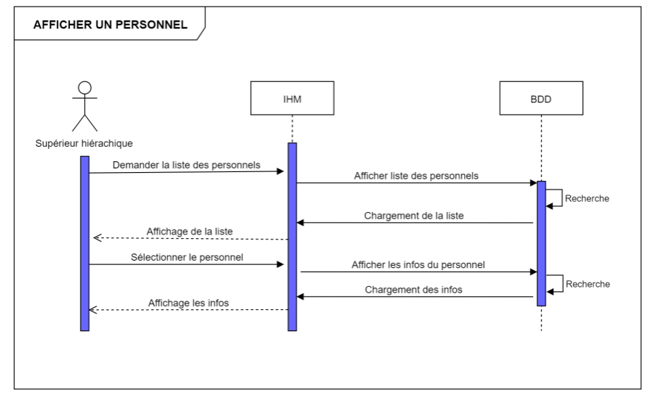 AFFICHER UN PERSONNEL
IHM
BDD
Supérieur hiérachique
Demander la liste des personnels
Afficher liste des personnels
Recherche
Chargement de la liste
Affichage de la liste
Sélectionner le personnel
Afficher les infos du personnel
Recherche
Chargement des infos
Affichage les infos